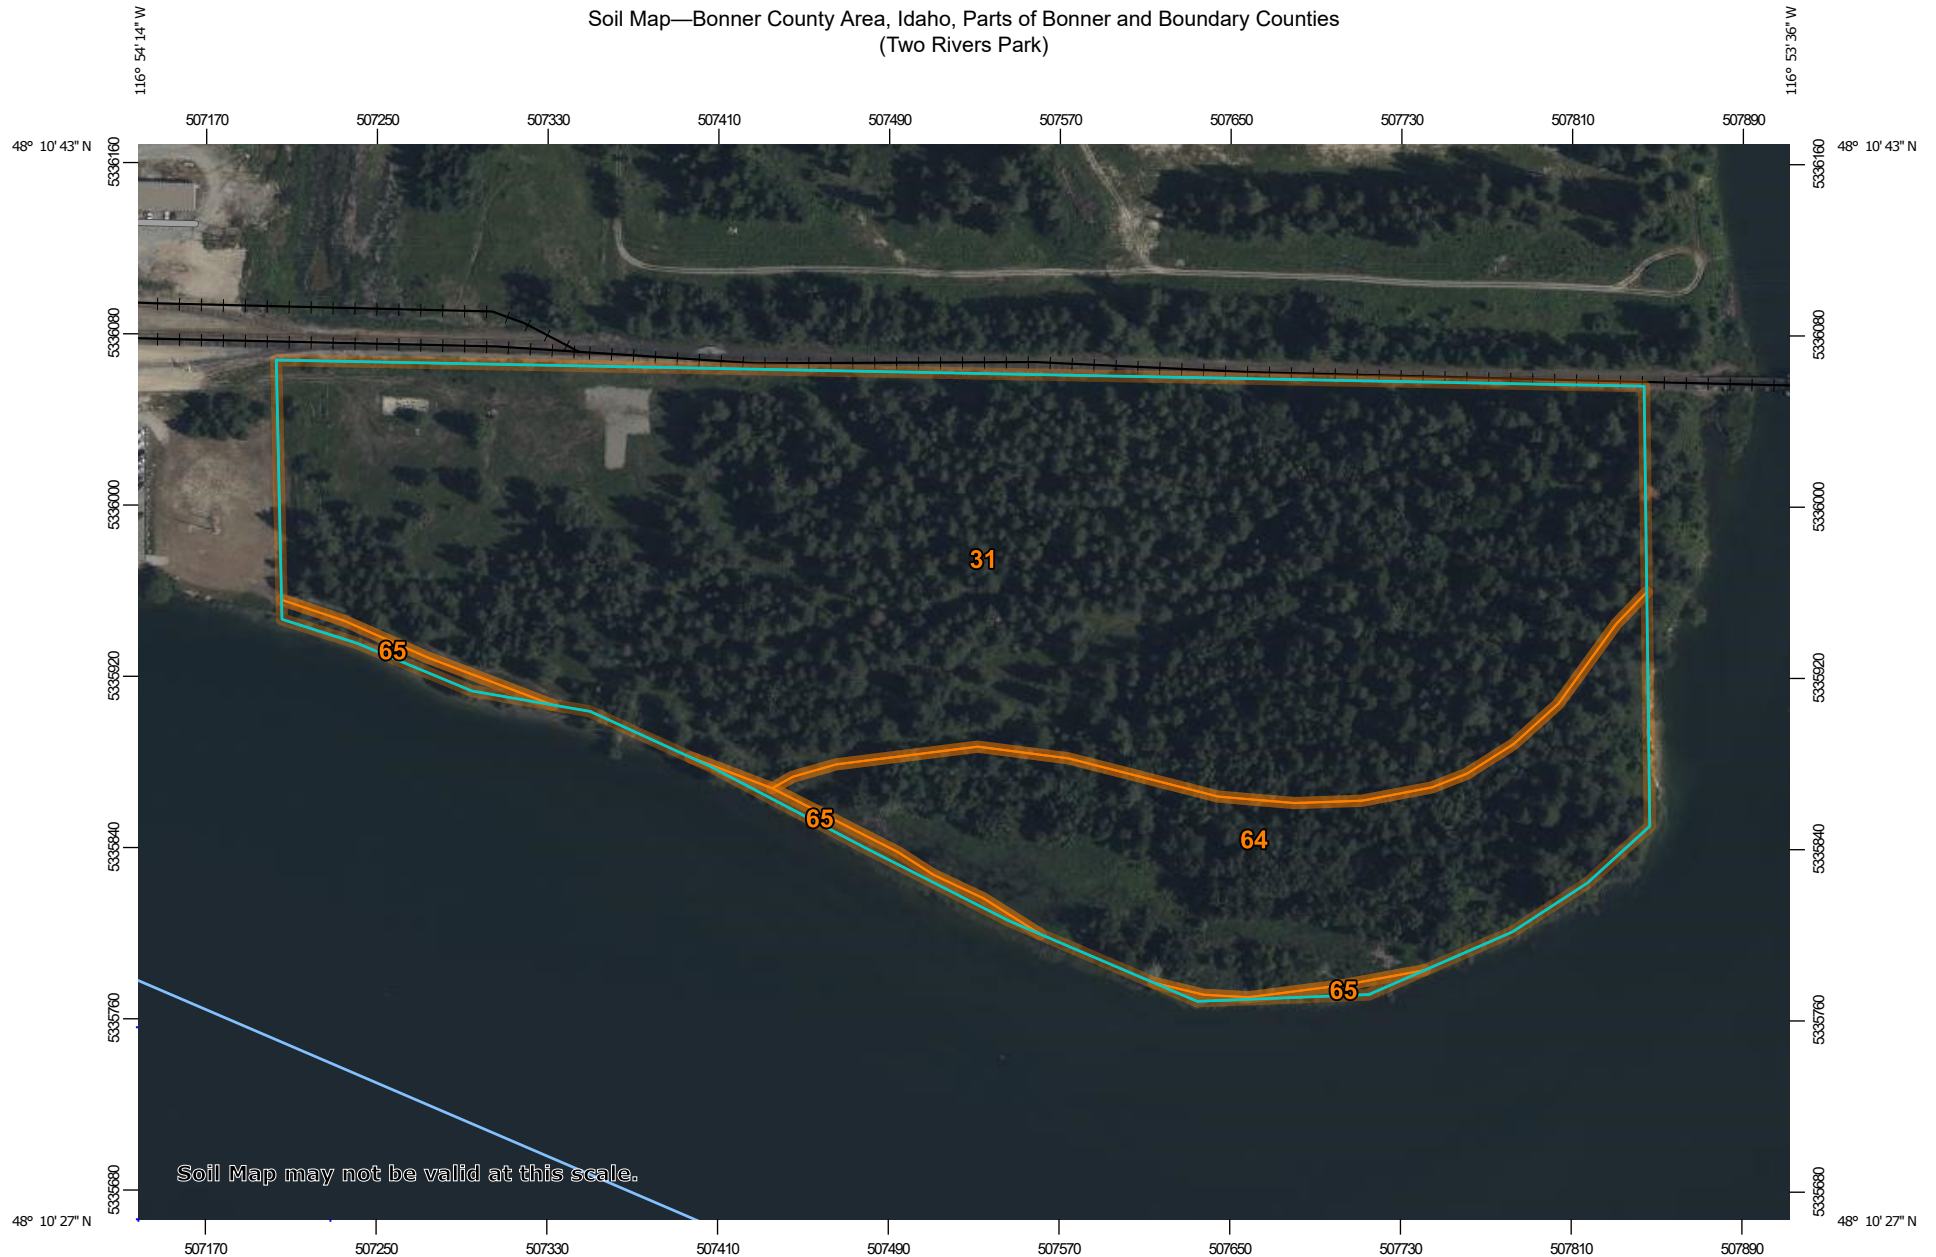 Soil Map—Bonner County Area, Idaho, Parts of Bonner and Boundary Counties
(Two Rivers Park)
116° 54' 14" W
116° 53' 36" W
507170 507250 507330 507410 507490 507570 507650 507730 507810 507890
48° 10' 43" N
48° 10' 43" N
5336160
5336160
5336080
5336080
5336000
5336000
31
65
5335920
5335920
65
64
5335840
5335840
65
5335760
5335760
Soil Map may not be valid at this scale.
5335680
5335680
48° 10' 27" N
48° 10' 27" N
507170 507250 507330 507410 507490 507570 507650 507730 507810 507890